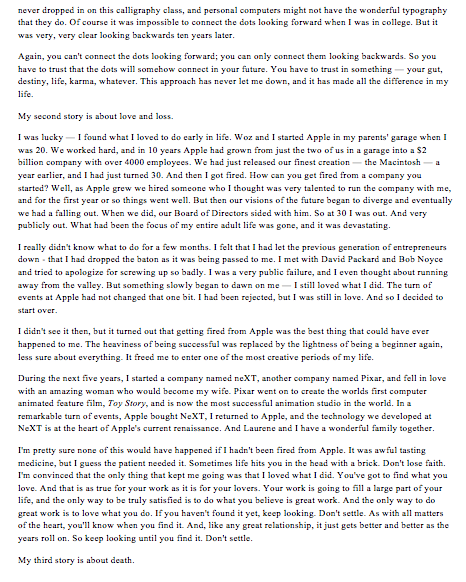 never dropped in on this calligraphy class, and personal computers might not have the wonderful typography
that they do. Of course it was impossible to connect the dots looking forward when I was in college. But it
was very, very clear looking backwards ten years later.
Again, you can't connect the dots looking forward; you can only connect them looking backwards. So you
have to trust that the dots will somehow connect in your future. You have to trust in something — your gut,
destiny, life, karma, whatever. This approach has never let me down, and it has made all the difference in my
life.
My second story is about love and loss.
I was lucky — I found what I loved to do early in life. Woz and I started Apple in my parents' garage when I
was 20. We worked hard, and in 10 years Apple had grown from just the two of us in a garage into a $2
billion company with over 4000 employees. We had just released our finest creation — the Macintosh — a
year earlier, and I had just turned 30. And then I got fired. How can you get fired from a company you
started? Well, as Apple grew we hired someone who I thought was very talented to run the company with me,
and for the first year or so things went well. But then our visions of the future began to diverge and eventually
we had a falling out. When we did, our Board of Directors sided with him. So at 30 I was out. And very
publicly out. What had been the focus of my entire adult life was gone, and it was devastating.
I really didn't know what to do for a few months. I felt that I had let the previous generation of entrepreneurs
down - that I had dropped the baton as it was being passed to me. I met with David Packard and Bob Noyce
and tried to apologize for screwing up so badly. I was a very public failure, and I even thought about running
away from the valley. But something slowly began to dawn on me — I still loved what I did. The turn of
events at Apple had not changed that one bit. I had been rejected, but I was still in love. And so I decided to
start over.
I didn't see it then, but it turned out that getting fired from Apple was the best thing that could have ever
happened to me. The heaviness of being successful was replaced by the lightness of being a beginner again,
less sure about everything. It freed me to enter one of the most creative periods of my life.
During the next five years, I started a company named neXT, another company named Pixar, and fell in love
with an amazing woman who would become my wife. Pixar went on to create the worlds first computer
animated feature film, Toy Story, and is now the most successful animation studio in the world. In a
remarkable turn of events, Apple bought NeXT, I returned to Apple, and the technology we developed at
NeXT is at the heart of Apple's current renaissance. And Laurene and I have a wonderful family together.
I'm pretty sure none of this would have happened if I hadn't been fired from Apple. It was awful tasting
medicine, but I guess the patient needed it. Sometimes life hits you in the head with a brick. Don't lose faith.
I'm convinced that the only thing that kept me going was that I loved what I did. You've got to find what you
love. And that is as true for your work as it is for your lovers. Your work is going to fill a large part of your
life, and the only way to be truly satisfied is to do what you believe is great work. And the only way to do
great work is to love what you do. If you haven't found it yet, keep looking. Don't settle. As with all matters
of the heart, you'll know when you find it. And, like any great relationship, it just gets better and better as the
years roll on. So keep looking until you find it. Don't settle.
My third story is about death.